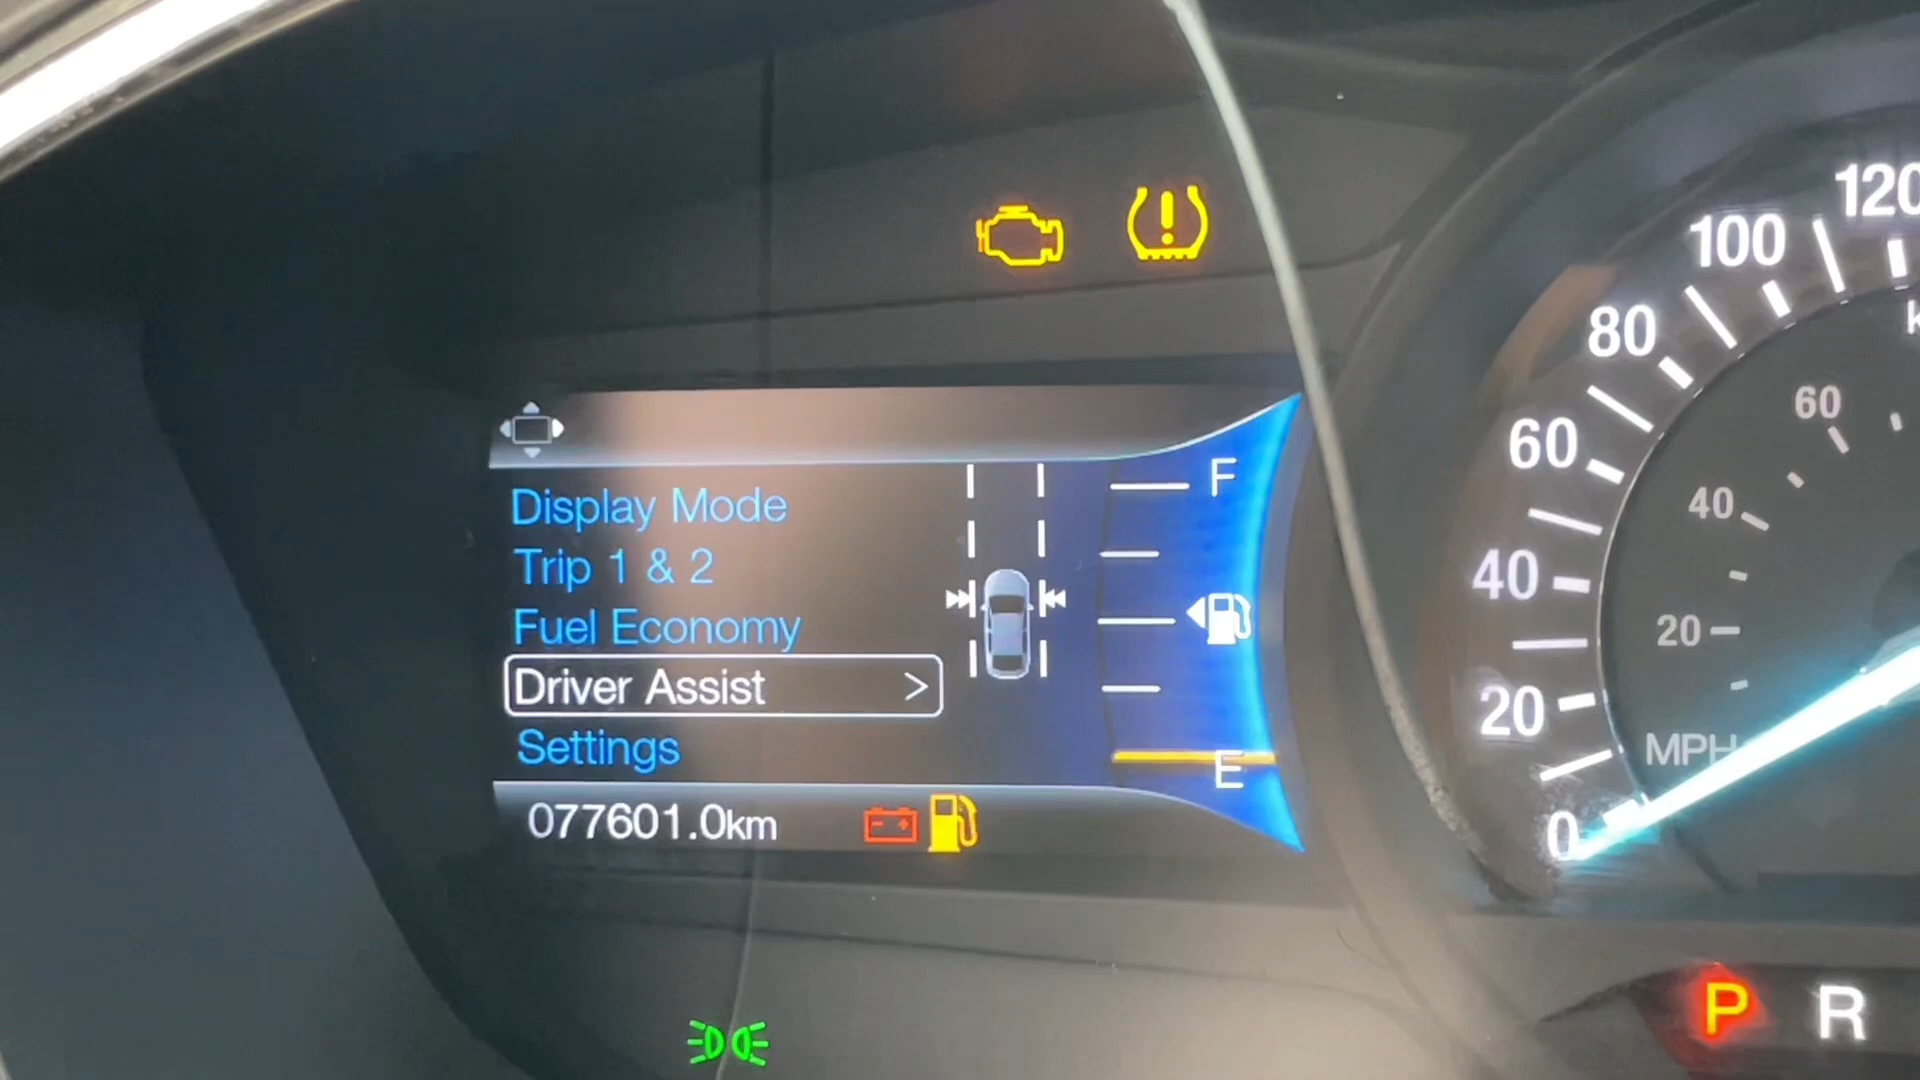 Display Mode
Trip 1 & 2
Fuel Economy
Driver Assist >
Settings
077601.0km
F
E
120
100
80
60
40
20
0
60
40
20
MPH
P R